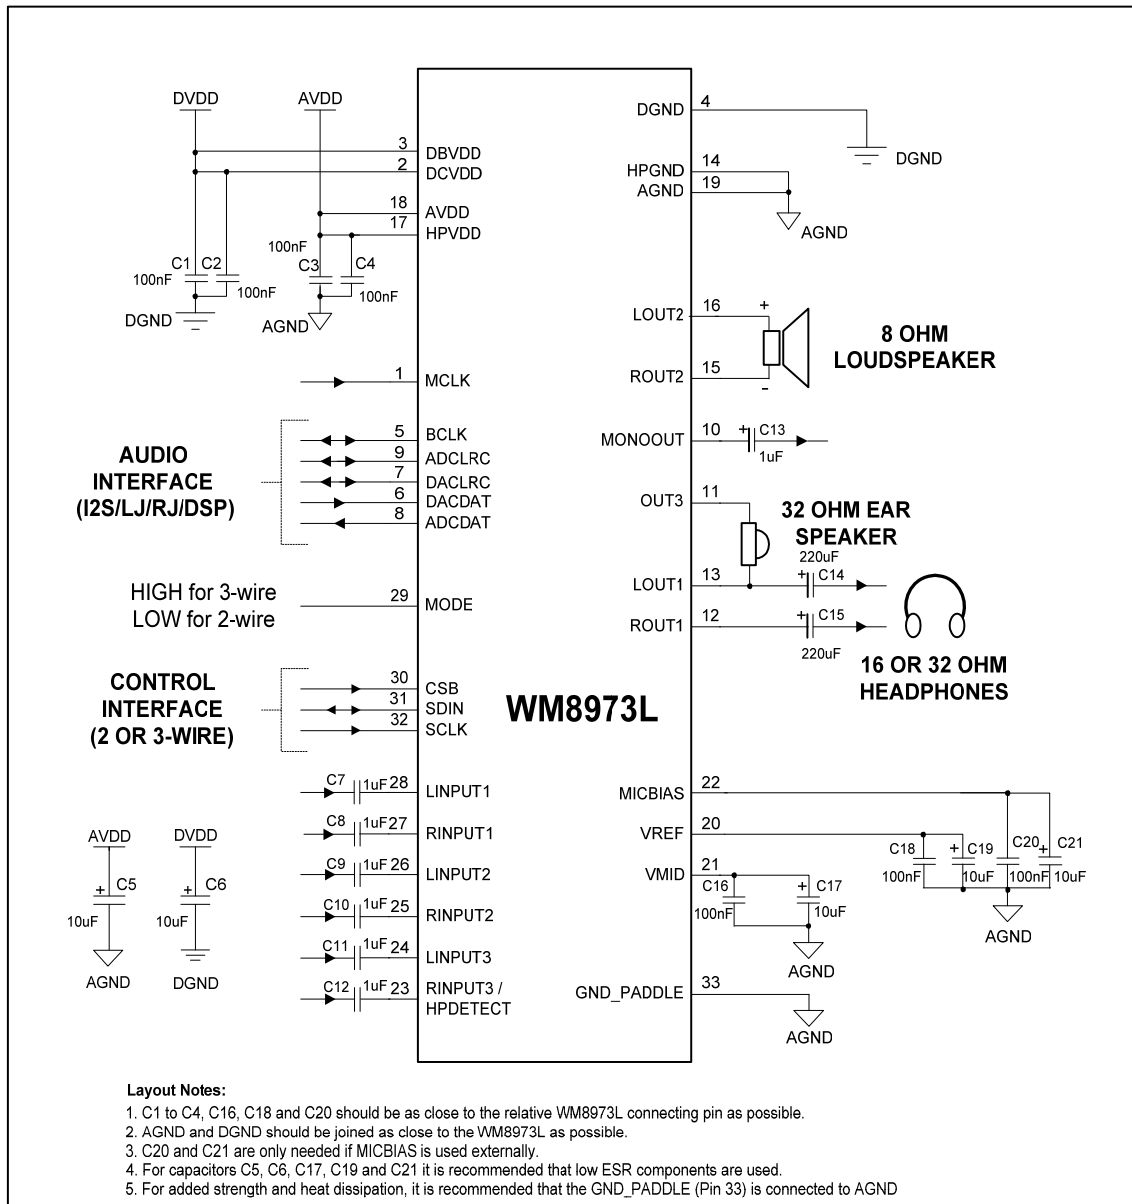 DVDD
AVDD
3
DBVDD
2
DCVDD
18
AVDD
17
HPVDD
100nF
C1
C2
100nF
100nF
C3
C4
100nF
DGND
AGND
1
MCLK
AUDIO
INTERFACE
(I2S/LJ/RJ/DSP)
5
BCLK
9
ADCLRC
7
DACLRC
6
DACDAT
8
ADCDAT
HIGH for 3-wire
LOW for 2-wire
29
MODE
CONTROL
INTERFACE
(2 OR 3-WIRE)
30
CSB
31
SDIN
32
SCLK
WM8973L
C7
1uF
28
LINPUT1
C8
1uF
27
RINPUT1
C9
1uF
26
LINPUT2
C10
1uF
25
RINPUT2
C11
1uF
24
LINPUT3
C12
1uF
23
RINPUT3 /
HPDETECT
AVDD
+
C5
10uF
AGND
DVDD
+
C6
10uF
DGND
DGND
4
DGND
HPGND
14
AGND
19
AGND
LOUT2
16
+
ROUT2
15
-
8 OHM
LOUDSPEAKER
MONOOUT
10
+
C13
1uF
OUT3
11
32 OHM EAR
SPEAKER
LOUT1
13
220uF
+
C14
ROUT1
12
+
C15
220uF
16 OR 32 OHM
HEADPHONES
MICBIAS
22
VREF
20
C18
100nF
+
C19
10uF
C20
100nF
+
C21
10uF
AGND
VMID
21
C16
100nF
+
C17
10uF
AGND
GND_PADDLE
33
AGND
Layout Notes:
1. C1 to C4, C16, C18 and C20 should be as close to the relative WM8973L connecting pin as possible.
2. AGND and DGND should be joined as close to the WM8973L as possible.
3. C20 and C21 are only needed if MICBIAS is used externally.
4. For capacitors C5, C6, C17, C19 and C21 it is recommended that low ESR components are used.
5. For added strength and heat dissipation, it is recommended that the GND_PADDLE (Pin 33) is connected to AGND